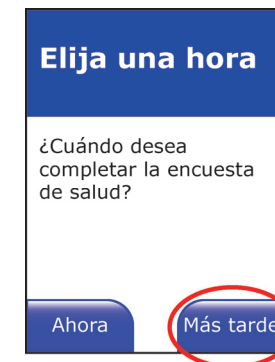 Elija una hora
¿Cuándo desea
completar la encuesta
de salud?
Ahora
Más tarde